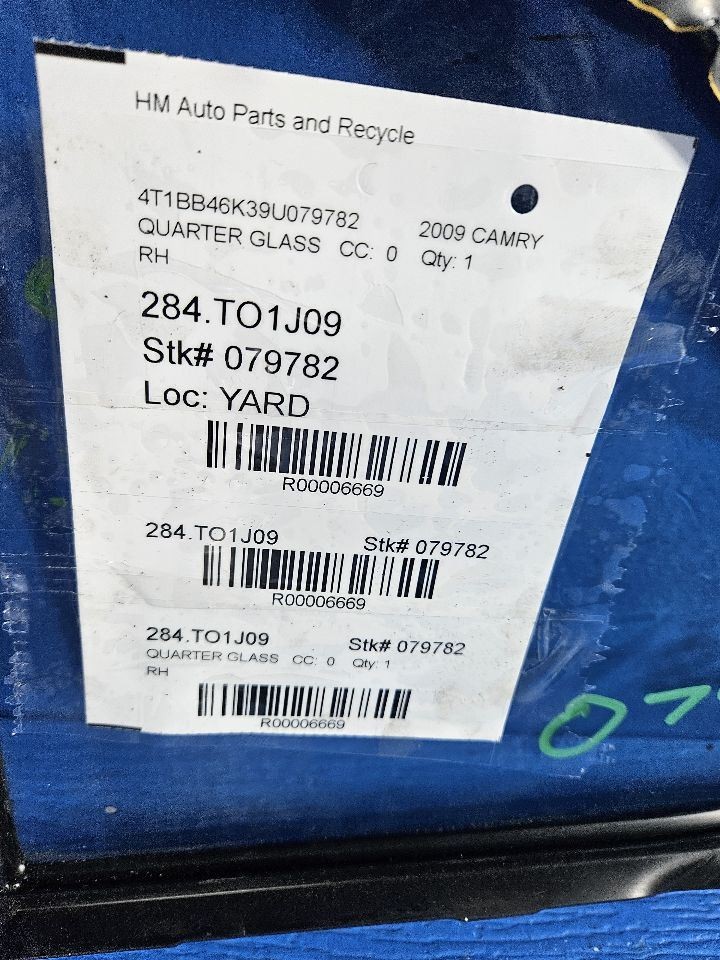 HM Auto Parts and Recycle
4T1BB46K39U079782 2009 CAMRY
QUARTER GLASS CC: 0 Qty: 1
RH
284.TO1J09
Stk# 079782
Loc: YARD
R00006669
284.TO1J09 Stk# 079782
R00006669
284.TO1J09 Stk# 079782
QUARTER GLASS CC: 0 Qty: 1
RH
R00006669